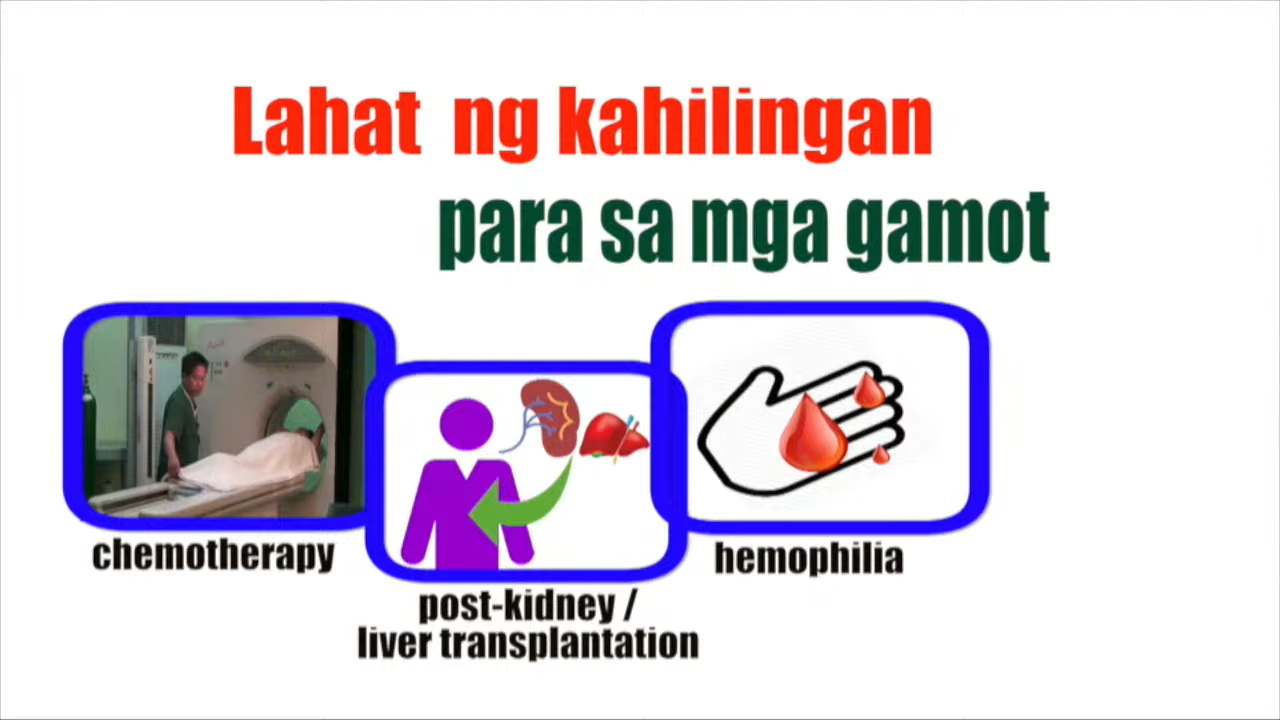 Lahat ng kahilingan
para sa mga gamot
chemotherapy
post-kidney /
liver transplantation
hemophilia